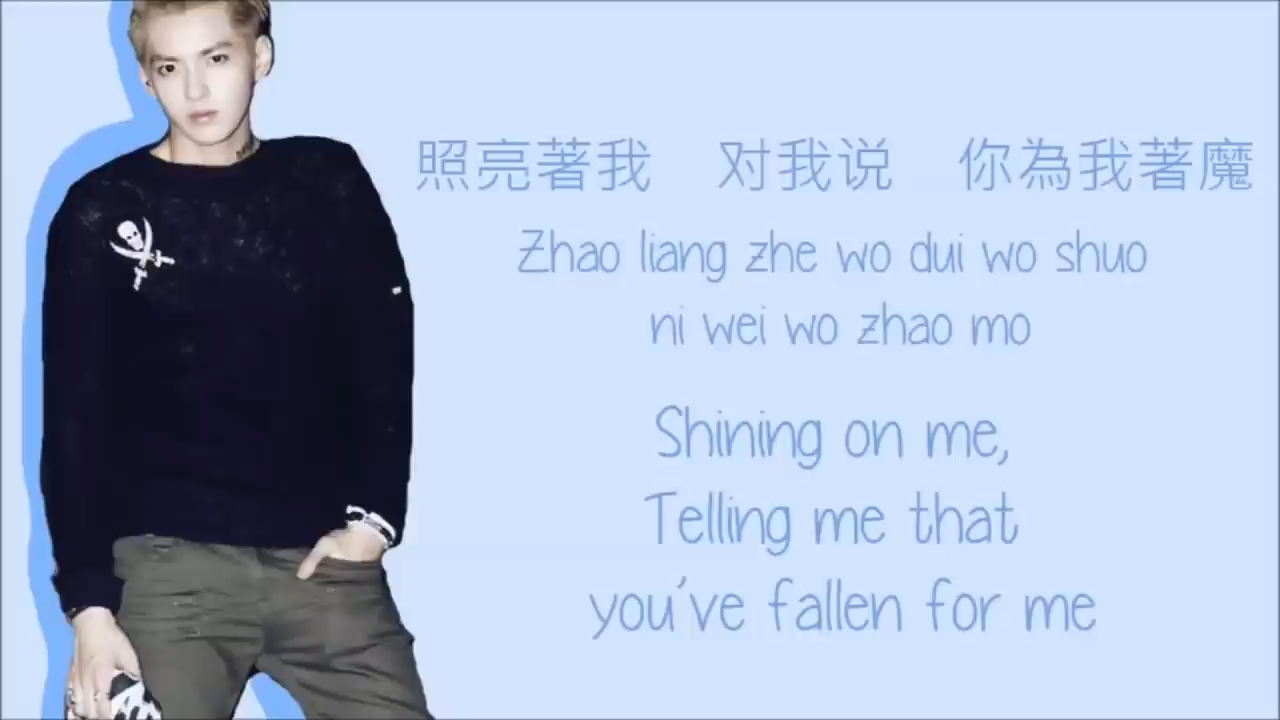 照亮著我 对我说 你為我著魔
Zhao liang zhe wo dui wo shuo
ni wei wo zhao mo
Shining on me,
Telling me that
you've fallen for me